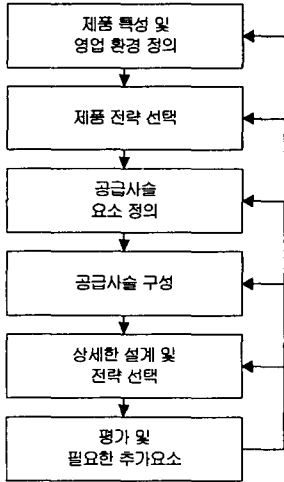 제품 특성 및
영업 환경 정의
제품 전략 선택
공급사슬
요소 정의
공급사슬 구성
상세한 설계 및
전략 선택
평가 및
필요한 추가요소